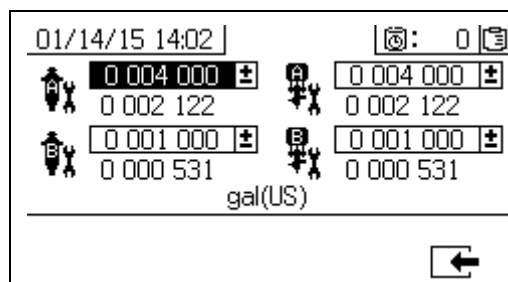 01/14/15 14:02 : 0
A 0 004 000 ± A 0 004 000 ±
0 002 122 0 002 122
B 0 001 000 ± B 0 001 000 ±
0 000 531 0 000 531
gal(US)